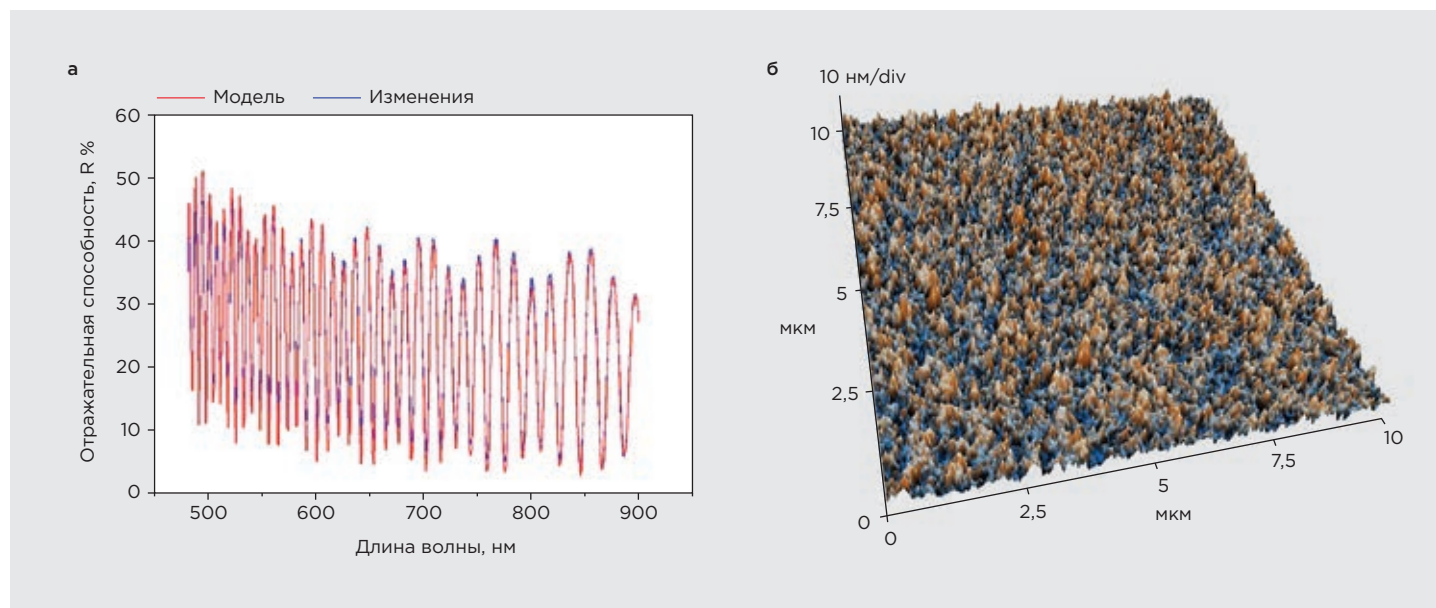 а
Модель
Изменения
60
50
40
30
20
10
0
Отражательная способность, R %
500
600
700
800
900
Длина волны, нм
б
10 нм/div
10
7,5
5
мкм
2,5
0
0
2,5
5
мкм
7,5
10